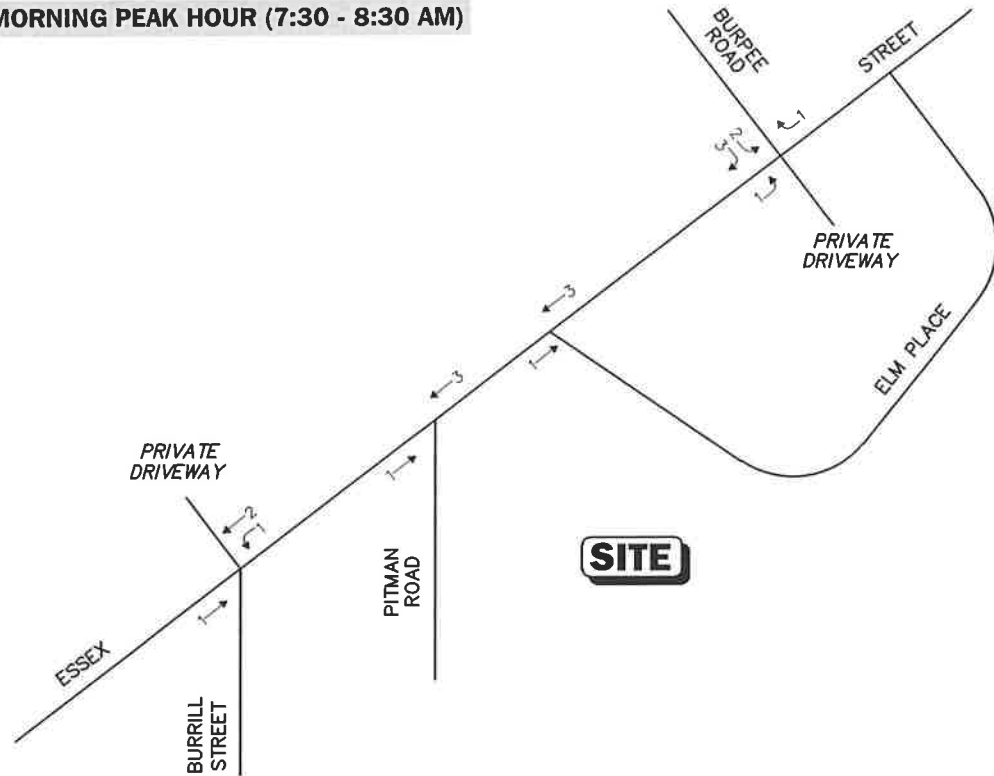 MORNING PEAK HOUR (7:30 - 8:30 AM)
BURPEE
ROAD
STREET
1
2
3
1
PRIVATE
DRIVEWAY
3
1
ELM PLACE
3
1
PRIVATE
DRIVEWAY
2
1
1
PITMAN
ROAD
SITE
ESSEX
BURRILL
STREET